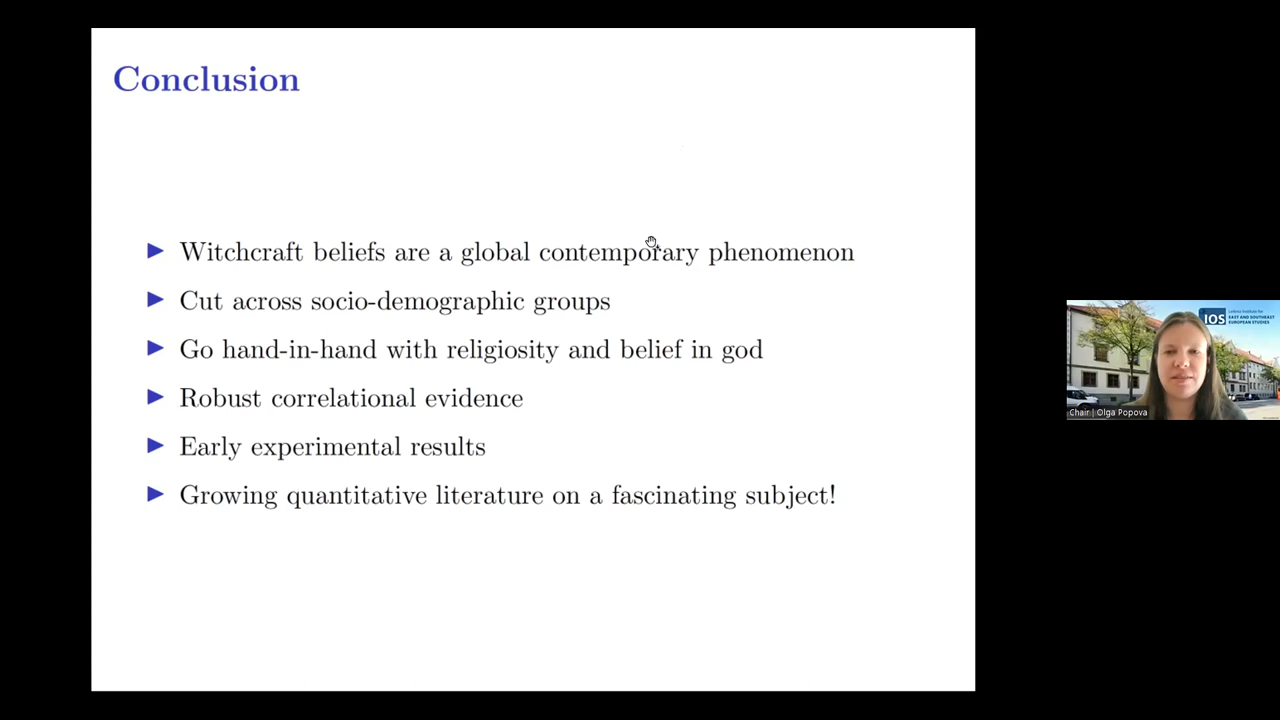 Conclusion
Witchcraft beliefs are a global contemporary phenomenon
Cut across socio-demographic groups
Go hand-in-hand with religiosity and belief in god
Robust correlational evidence
Early experimental results
Growing quantitative literature on a fascinating subject!
IOS
Leibniz Institute for
EAST AND SOUTHEAST
EUROPEAN STUDIES
Chair | Olga Popova